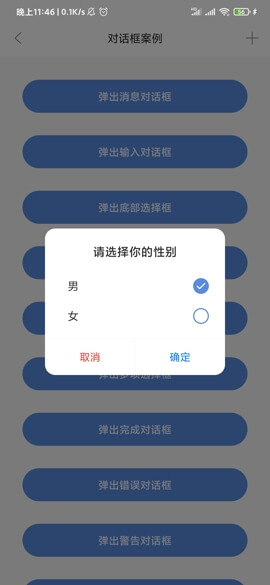 晚上11:46 | 0.1K/s
56
对话框案例
弹出消息对话框
弹出输入对话框
弹出底部选择框
请选择你的性别
男
女
取消
确定
弹出多项选择框
弹出完成对话框
弹出错误对话框
弹出警告对话框